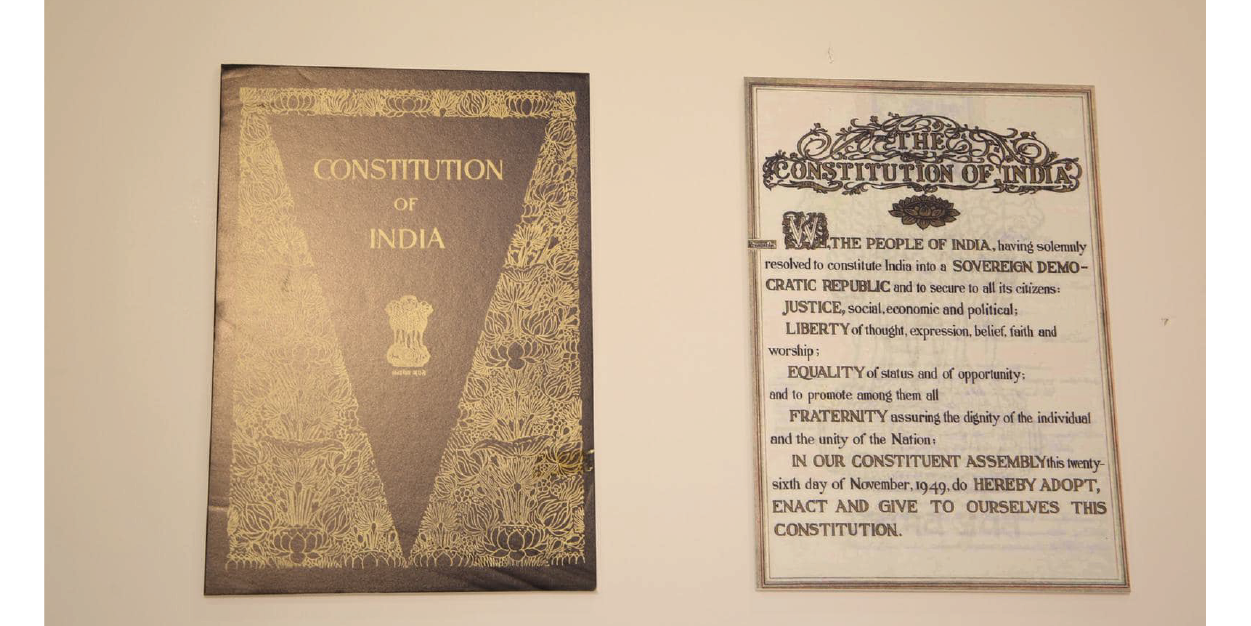 CONSTITUTION
OF
INDIA
THE
CONSTITUTION OF INDIA
WE, THE PEOPLE OF INDIA, having solemnly
resolved to constitute India into a SOVEREIGN DEMO-
CRATIC REPUBLIC and to secure to all its citizens:
JUSTICE, social, economic and political;
LIBERTY of thought, expression, belief, faith and
worship;
EQUALITY of status and of opportunity;
and to promote among them all
FRATERNITY assuring the dignity of the individual
and the unity of the Nation;
IN OUR CONSTITUENT ASSEMBLY this twenty-
sixth day of November, 1949, do HEREBY ADOPT,
ENACT AND GIVE TO OURSELVES THIS
CONSTITUTION.